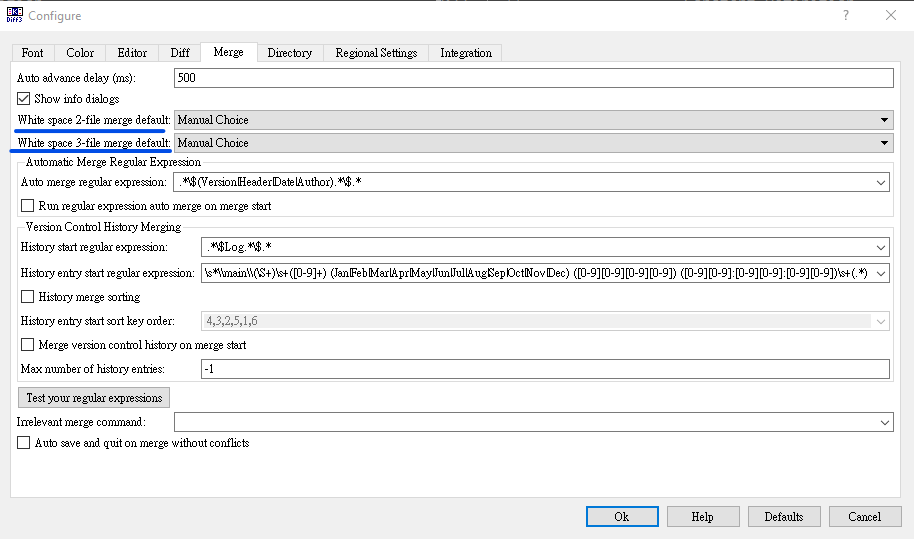 KDE
Diff3
Configure
?
Font
Color
Editor
Diff
Merge
Directory
Regional Settings
Integration
Auto advance delay (ms):
500
Show info dialogs
White space 2-file merge default:
Manual Choice
White space 3-file merge default:
Manual Choice
Automatic Merge Regular Expression
Auto merge regular expression:
.*\$(Version|Header|Date|Author).*\$.*
Run regular expression auto merge on merge start
Version Control History Merging
History start regular expression:
.*\$Log.*\$.*
History entry start regular expression:
\s*\\main\\(\S+)\s+([0-9]+) (Jan|Feb|Mar|Apr|May|Jun|Jul|Aug|Sep|Oct|Nov|Dec) ([0-9][0-9][0-9][0-9]) ([0-9][0-9]:[0-9][0-9]:[0-9][0-9])\s+(.*)
History merge sorting
History entry start sort key order:
4,3,2,5,1,6
Merge version control history on merge start
Max number of history entries:
-1
Test your regular expressions
Irrelevant merge command:
Auto save and quit on merge without conflicts
Ok
Help
Defaults
Cancel